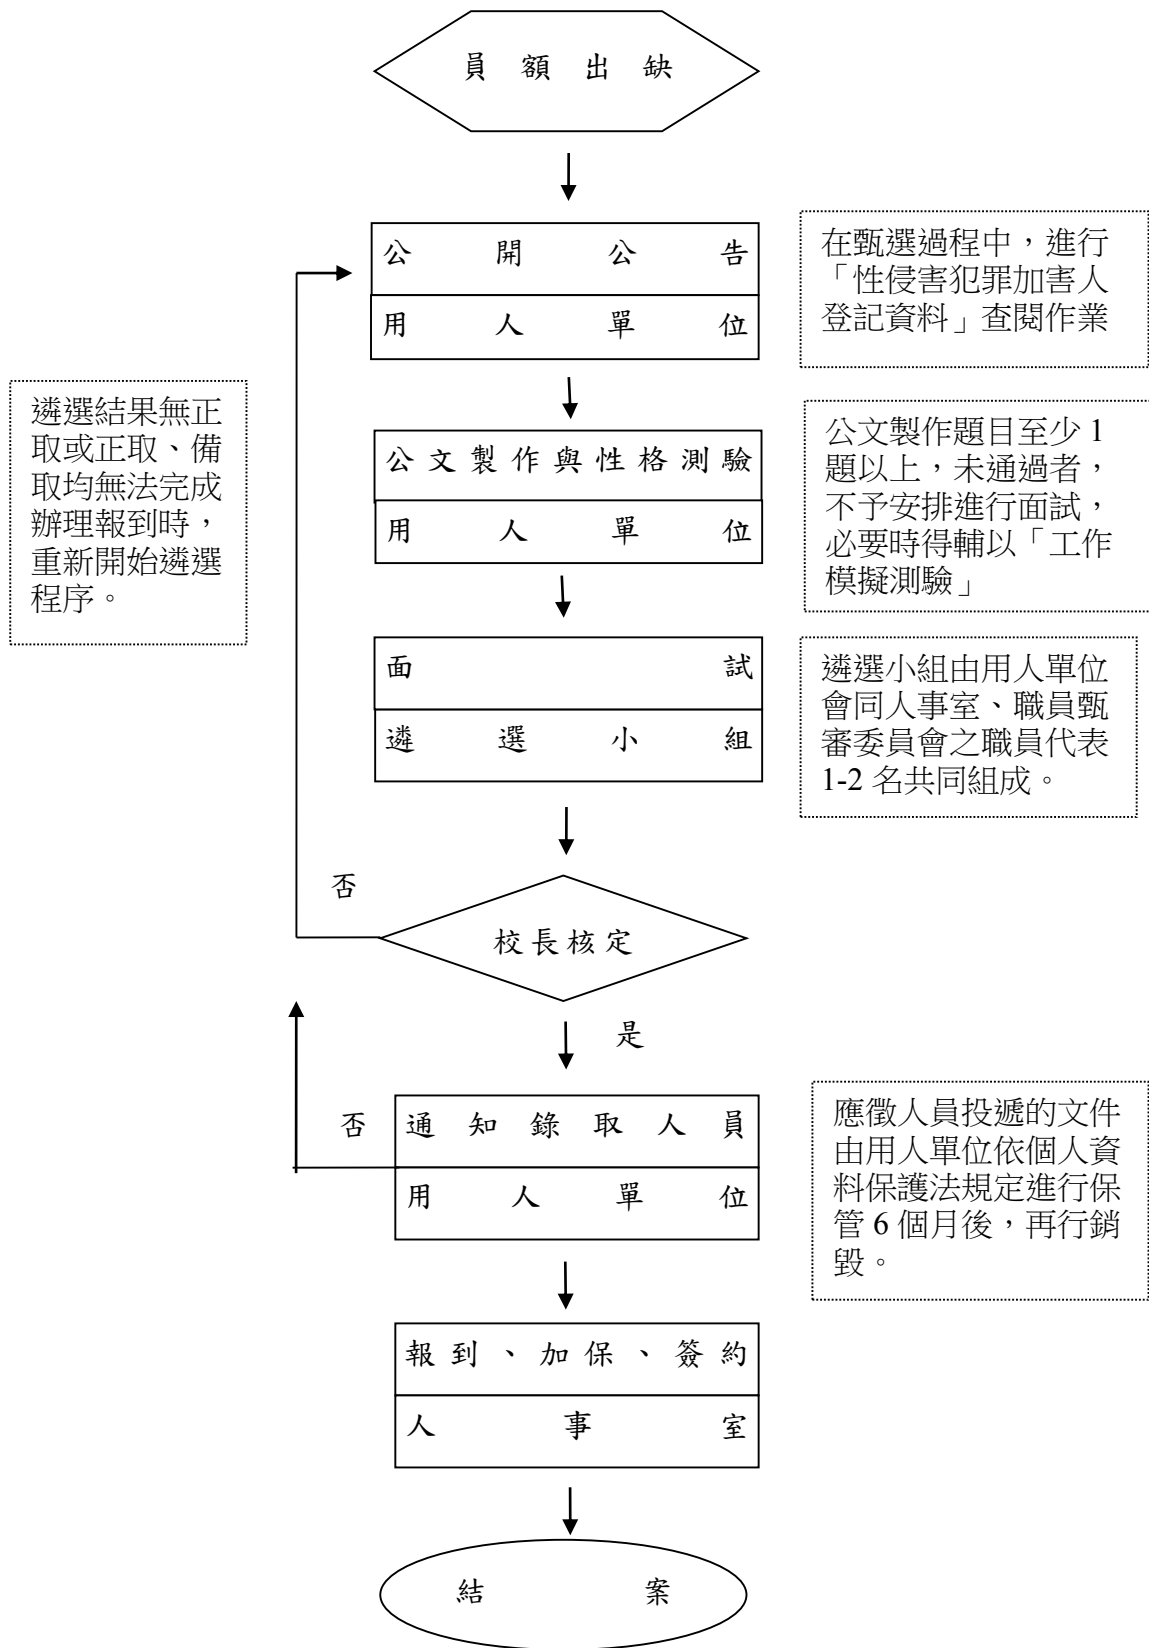 員額出缺
公開公告
用人單位
在甄選過程中，進行
「性侵害犯罪加害人
登記資料」查閱作業
遴選結果無正
取或正取、備
取均無法完成
辦理報到時，
重新開始遴選
程序。
公文製作與性格測驗
用人單位
公文製作題目至少 1
題以上，未通過者，
不予安排進行面試，
必要時得輔以「工作
模擬測驗」
面試
遴選小組
遴選小組由用人單位
會同人事室、職員甄
審委員會之職員代表
1-2 名共同組成。
否
校長核定
是
否
通知錄取人員
用人單位
應徵人員投遞的文件
由用人單位依個人資
料保護法規定進行保
管 6 個月後，再行銷
毀。
報到、加保、簽約
人事室
結案